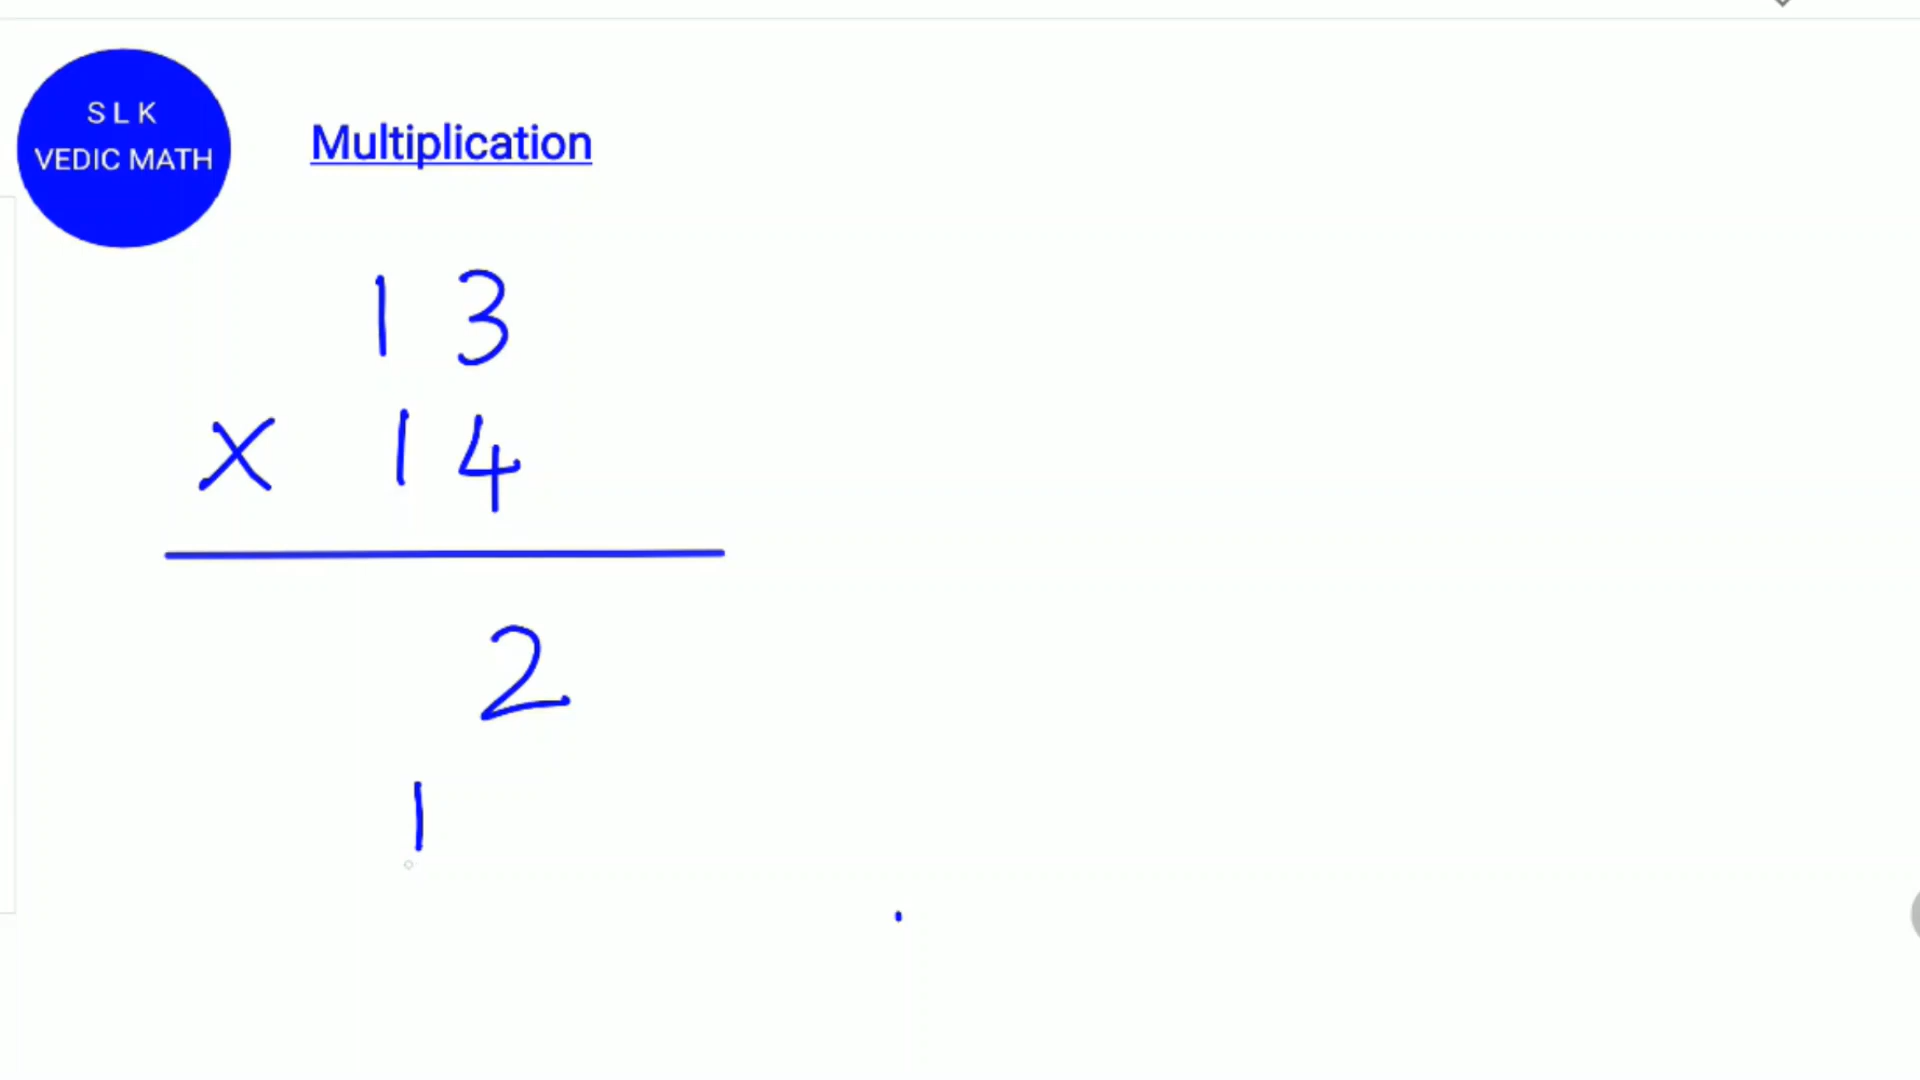 S L K
VEDIC MATH
Multiplication
1 3
x 1 4
2
1